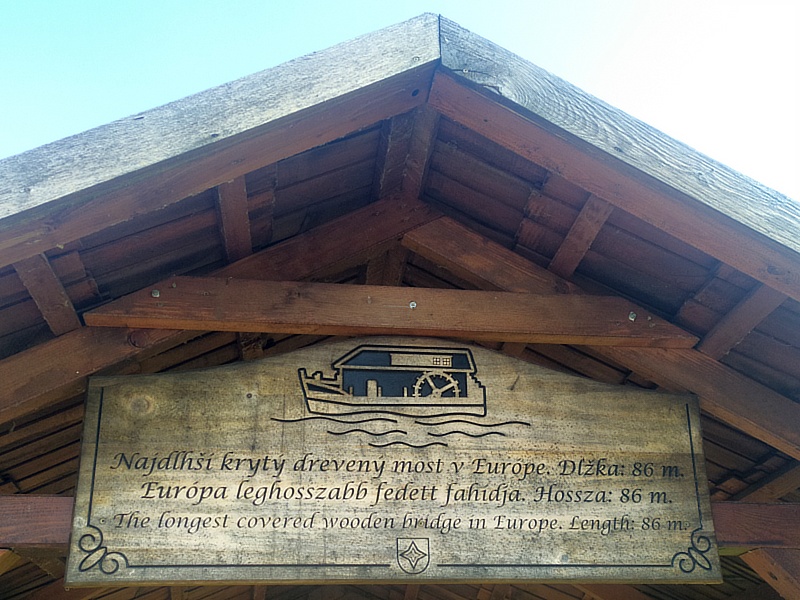 Najdlhší krytý drevený most v Európe. Dĺžka: 86 m.
Európa leghosszabb fedett fahídja. Hossza: 86 m.
The longest covered wooden bridge in Europe. Length: 86 m.